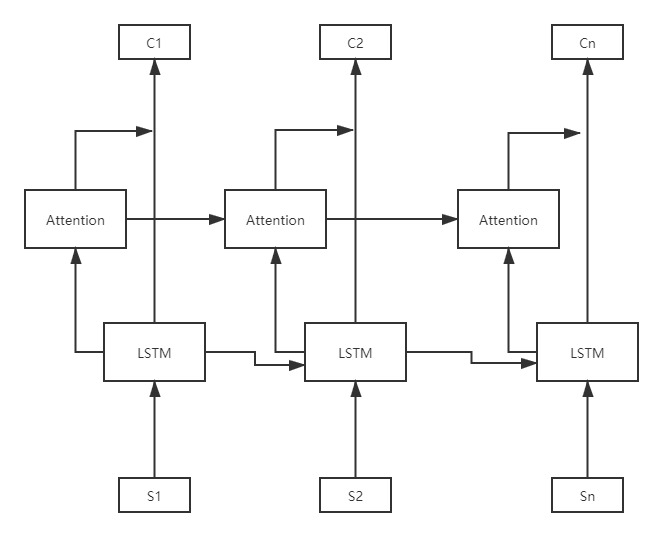 C1
C2
Cn
Attention
Attention
Attention
LSTM
LSTM
LSTM
S1
S2
Sn